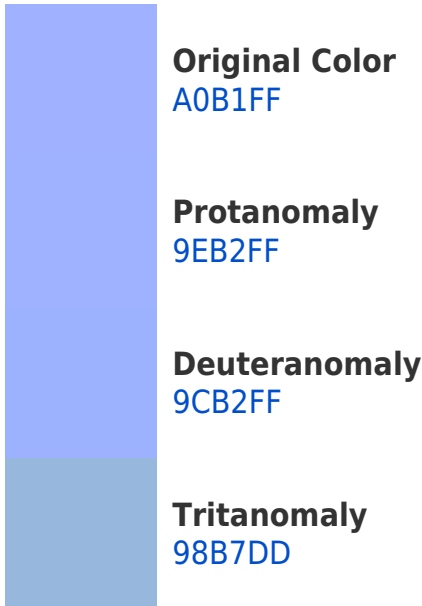 Original Color
A0B1FF
Protanomaly
9EB2FF
Deuteranomaly
9CB2FF
Tritanomaly
98B7DD